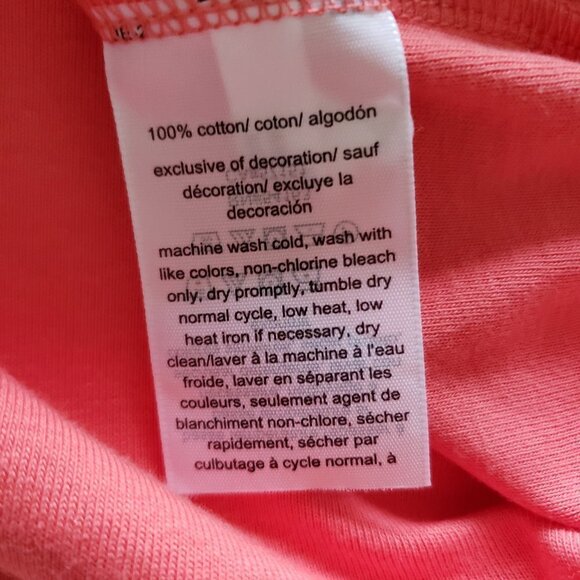 100% cotton/ coton/ algodón
exclusive of decoration/ sauf
décoration/ excluye la
decoración
machine wash cold, wash with
like colors, non-chlorine bleach
only, dry promptly, tumble dry
normal cycle, low heat, low
heat iron if necessary, dry
clean/laver à la machine à l'eau
froide, laver en séparant les
couleurs, seulement agent de
blanchiment non-chlore, sécher
rapidement, sécher par
culbutage à cycle normal, à